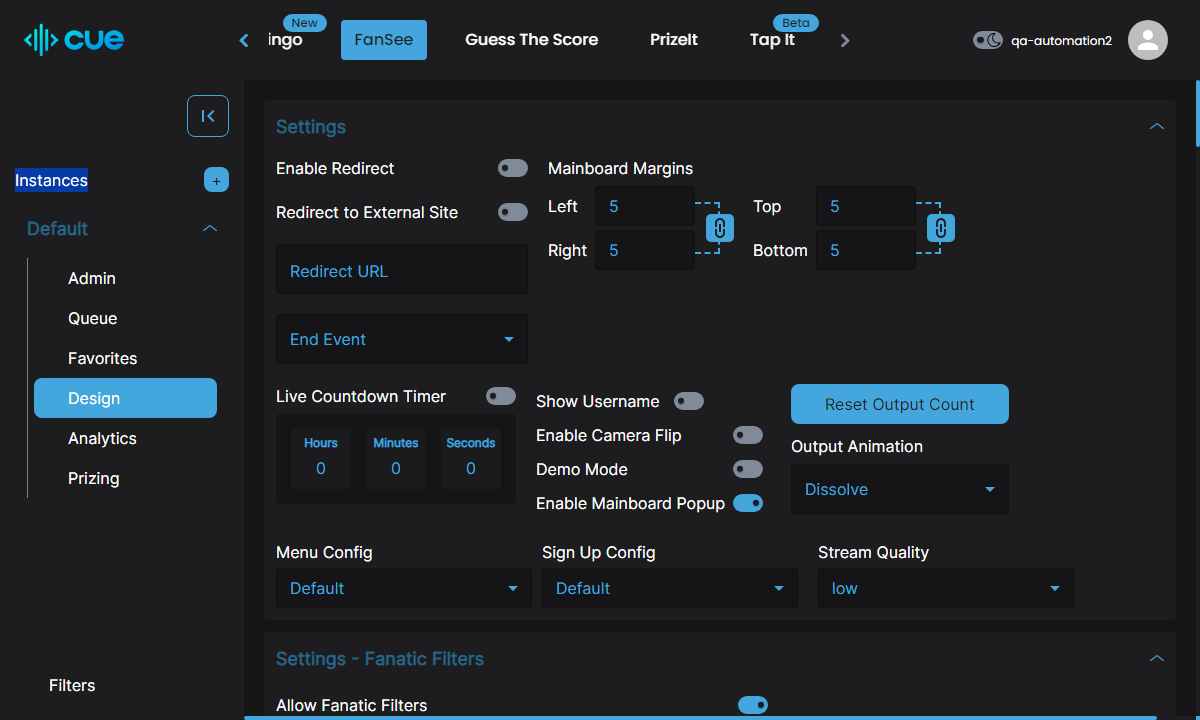 cue
New
ingo
FanSee
Guess The Score
PrizeIt
Beta
Tap It
qa-automation2
Instances
+
Default
Admin
Queue
Favorites
Design
Analytics
Prizing
Filters
Settings
Enable Redirect
Redirect to External Site
Redirect URL
End Event
Mainboard Margins
Left 5 Top 5
Right 5 Bottom 5
Live Countdown Timer
Hours Minutes Seconds
0 0 0
Show Username
Enable Camera Flip
Demo Mode
Enable Mainboard Popup
Reset Output Count
Output Animation
Dissolve
Menu Config Sign Up Config Stream Quality
Default Default low
Settings - Fanatic Filters
Allow Fanatic Filters